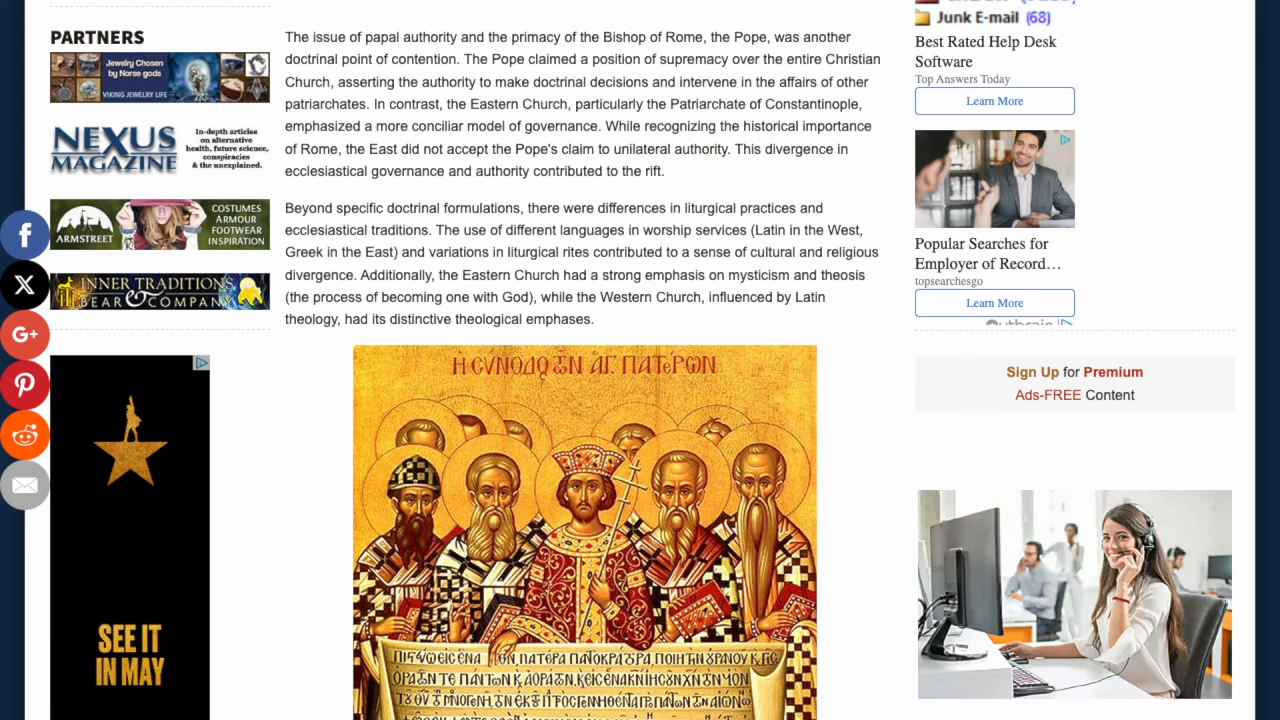 PARTNERS
Jewelry Chosen
by Norse gods
VIKING JEWELRY LIFE
NEXUS
MAGAZINE
In-depth articles
on alternative
health, future science,
conspiracies
& the unexplained.
ARMSTREET
COSTUMES
ARMOUR
FOOTWEAR
INSPIRATION
INNER TRADITIONS
BEAR & COMPANY
SEE IT
IN MAY
The issue of papal authority and the primacy of the Bishop of Rome, the Pope, was another
doctrinal point of contention. The Pope claimed a position of supremacy over the entire Christian
Church, asserting the authority to make doctrinal decisions and intervene in the affairs of other
patriarchates. In contrast, the Eastern Church, particularly the Patriarchate of Constantinople,
emphasized a more conciliar model of governance. While recognizing the historical importance
of Rome, the East did not accept the Pope's claim to unilateral authority. This divergence in
ecclesiastical governance and authority contributed to the rift.
Beyond specific doctrinal formulations, there were differences in liturgical practices and
ecclesiastical traditions. The use of different languages in worship services (Latin in the West,
Greek in the East) and variations in liturgical rites contributed to a sense of cultural and religious
divergence. Additionally, the Eastern Church had a strong emphasis on mysticism and theosis
(the process of becoming one with God), while the Western Church, influenced by Latin
theology, had its distinctive theological emphases.
Junk E-mail (68)
Best Rated Help Desk
Software
Top Answers Today
Learn More
Popular Searches for
Employer of Record…
topsearchesgo
Learn More
Sign Up for Premium
Ads-FREE Content